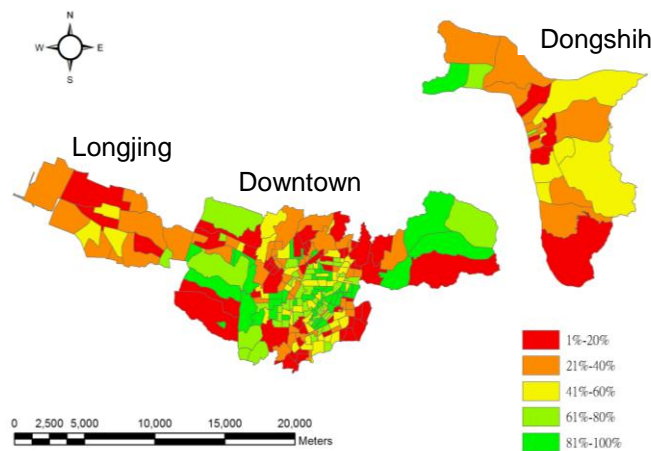 N
W E
S
Dongshih
Longjing
Downtown
1%-20%
21%-40%
41%-60%
61%-80%
81%-100%
0 2,500 5,000 10,000 15,000 20,000
Meters